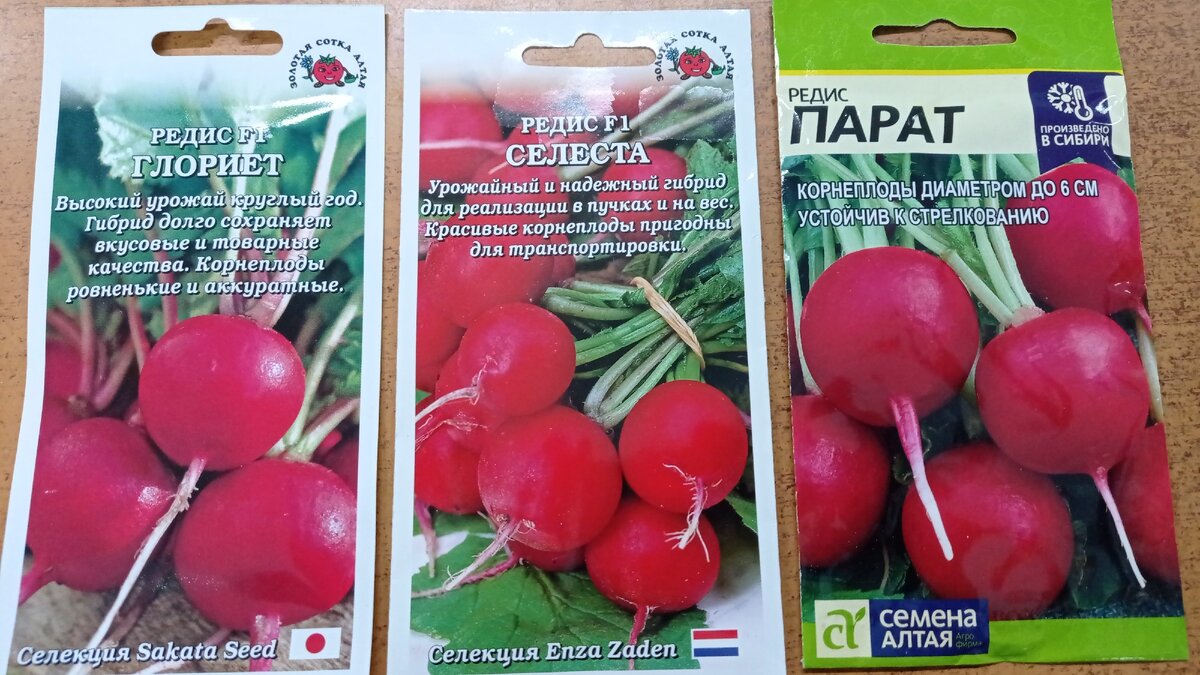 ЗОЛОТАЯ СОТКА АЛТАЯ
РЕДИС F1
ГЛОРИЕТ
Высокий урожай круглый год.
Гибрид долго сохраняет
вкусовые и товарные
качества. Корнеплоды
ровненькие и аккуратные.
Селекция Sakata Seed
ЗОЛОТАЯ СОТКА АЛТАЯ
РЕДИС F1
СЕЛЕСТА
Урожайный и надежный гибрид
для реализации в пучках и на вес.
Красивые корнеплоды пригодны
для транспортировки.
Селекция Enza Zaden
РЕДИС
ПАРАТ
ПРОИЗВЕДЕНО
В СИБИРИ
КОРНЕПЛОДЫ ДИАМЕТРОМ ДО 6 СМ
УСТОЙЧИВ К СТРЕЛКОВАНИЮ
СЕМЕНА
АЛТАЯ
Агро
фирма